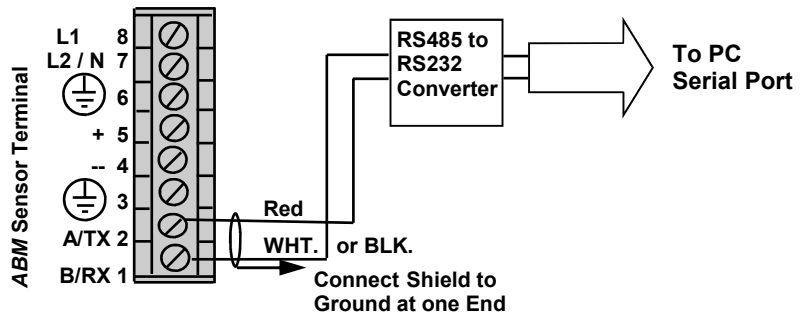 ABM Sensor Terminal
L1 8
L2 / N 7
6
+ 5
-- 4
3
A/TX 2
B/RX 1
Red
WHT. or BLK.
Connect Shield to
Ground at one End
RS485 to
RS232
Converter
To PC
Serial Port